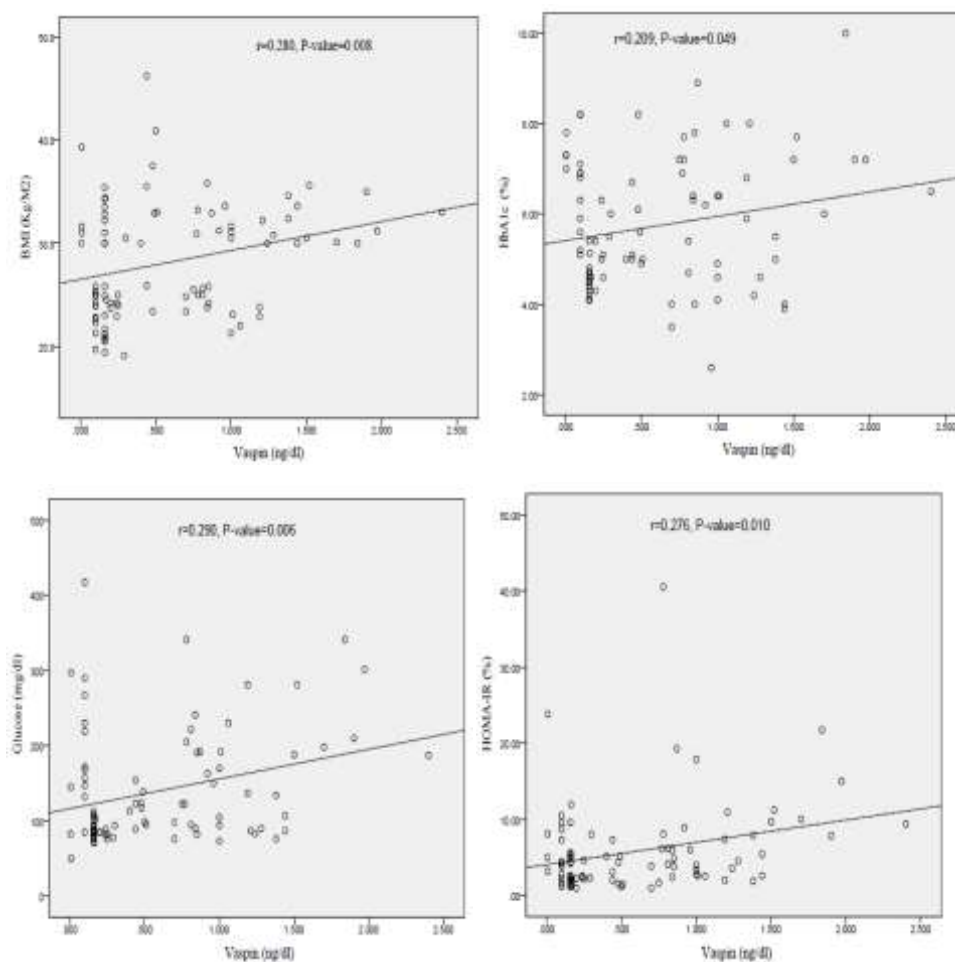 r=0.280, P-value=0.008
50.0
40.0
30.0
20.0
BMI (Kg/M2)
.000 .500 1.000 1.500 2.000 2.500
Vaspin (ng/dl)
r=0.209, P-value=0.049
10.00
8.00
6.00
4.00
2.00
HbA1c (%)
.000 .500 1.000 1.500 2.000 2.500
Vaspin (ng/dl)
r=0.290, P-value=0.006
500
400
300
200
100
Glucose (mg/dl)
.000 .500 1.000 1.500 2.000 2.500
Vaspin (ng/dl)
r=0.276, P-value=0.010
50.00
40.00
30.00
20.00
10.00
.00
HOMA-IR (%)
.000 .500 1.000 1.500 2.000 2.500
Vaspin (ng/dl)